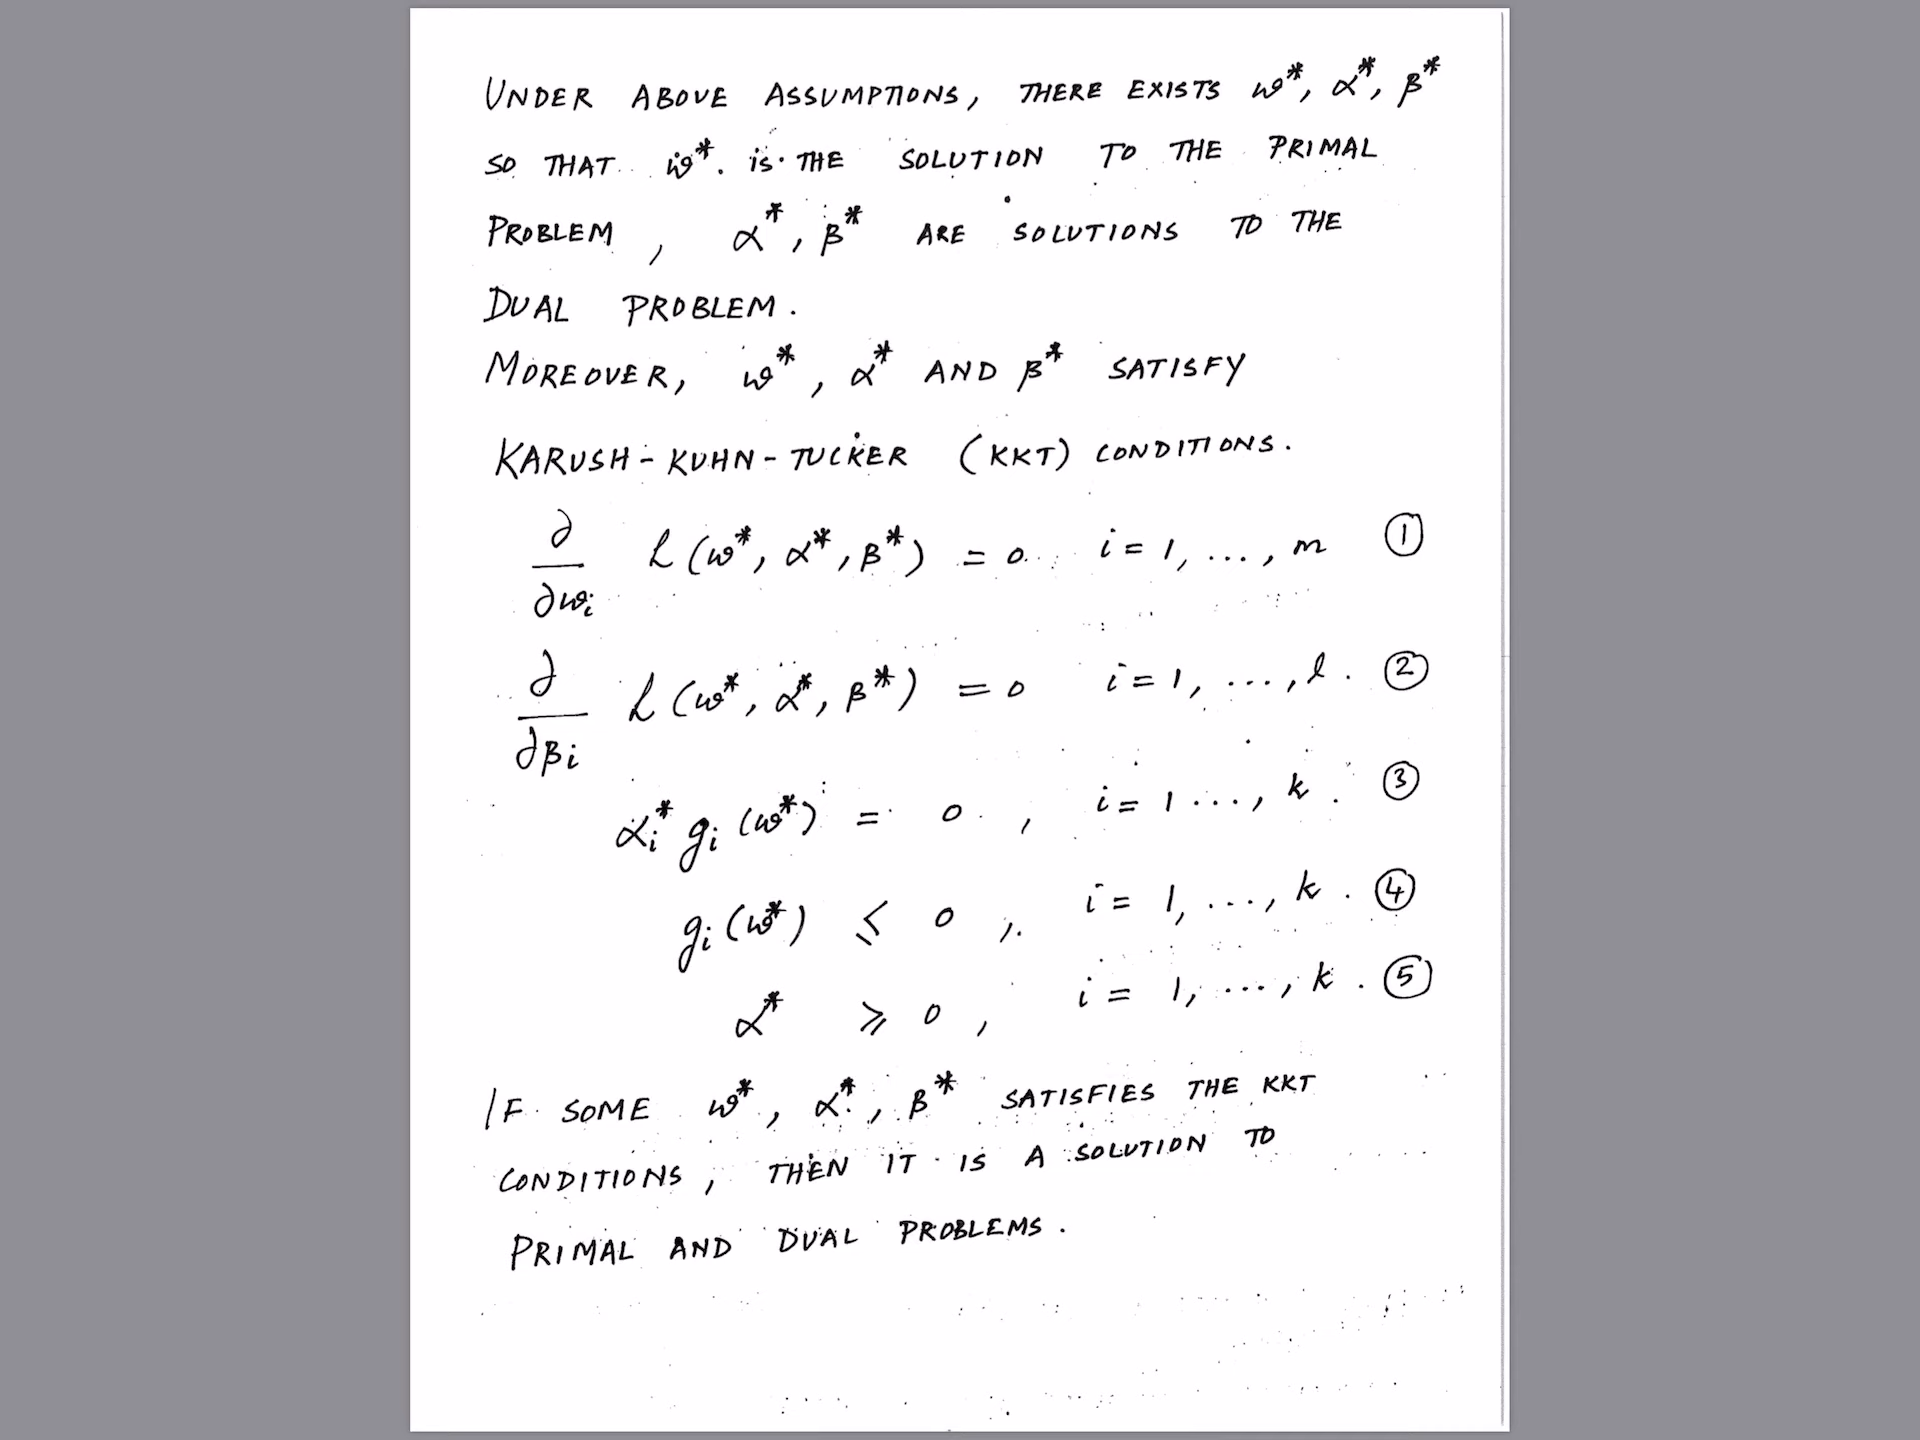 UNDER ABOVE ASSUMPTIONS, THERE EXISTS w*, α*, β*
SO THAT w*. is THE SOLUTION TO THE PRIMAL
PROBLEM, α*, β* ARE SOLUTIONS TO THE
DUAL PROBLEM.
MOREOVER, w*, α* AND β* SATISFY
KARUSH-KUHN-TUCKER (KKT) CONDITIONS.
∂/∂wi L(w*, α*, β*) = 0 i = 1, ..., n ①
∂/∂βi L(w*, α*, β*) = 0 i = 1, ..., l. ②
αi* gi(w*) = 0, i = 1 ..., k. ③
gi(w*) ≤ 0, i = 1, ..., k. ④
α* ≥ 0, i = 1, ..., k. ⑤
IF SOME w*, α*, β* SATISFIES THE KKT
CONDITIONS, THEN IT IS A SOLUTION TO
PRIMAL AND DUAL PROBLEMS.